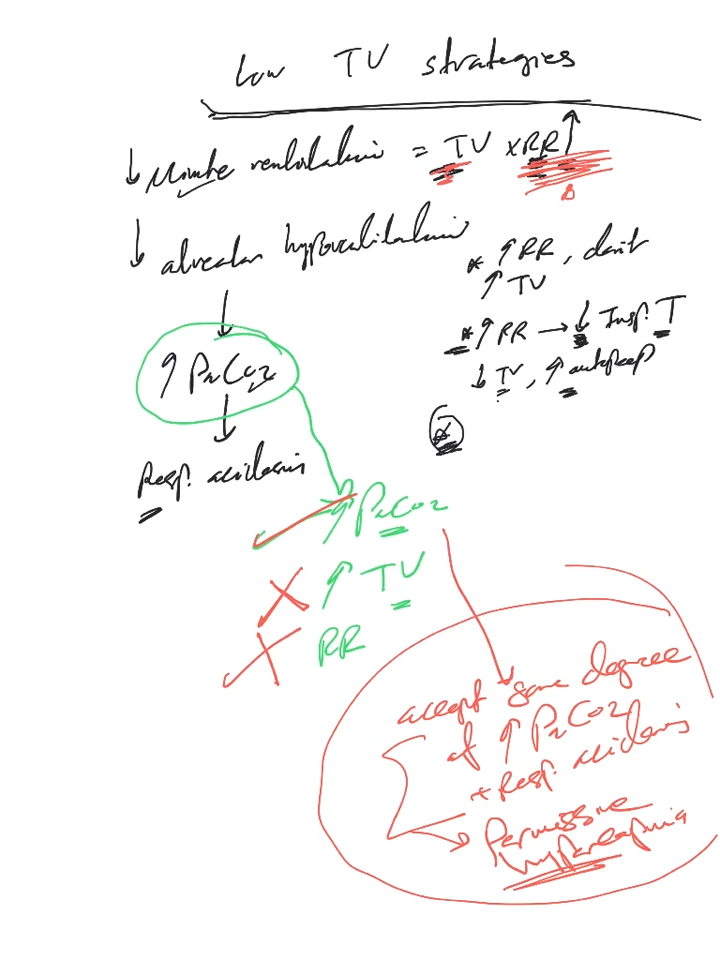 Low TV strategies
↓ Minute ventilation = TV x RR ↑
↓ alveolar hypoventilation
* ↑ RR, don't
↑ TV
* ↑ RR → ↓ Insp. T
↓ TV, ↑ autopeep
↑ PaCO2
Resp. acidosis
↑ PaCO2
↑ TV
RR
accept some degree
of ↑ PaCO2
+ Resp. acidosis
Permissive
hypercapnia